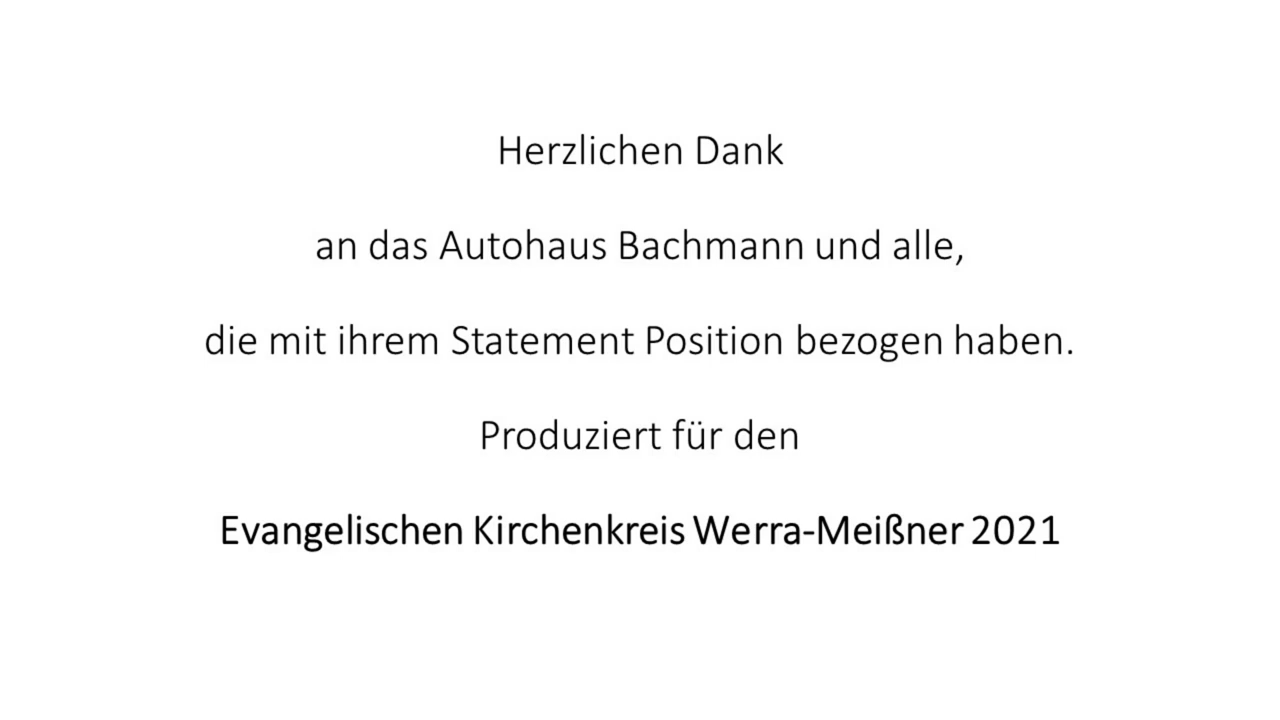 Herzlichen Dank
an das Autohaus Bachmann und alle,
die mit ihrem Statement Position bezogen haben.
Produziert für den
Evangelischen Kirchenkreis Werra-Meißner 2021